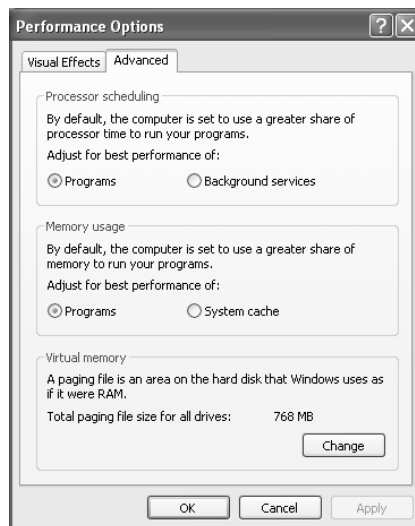 Performance Options
Visual Effects Advanced
Processor scheduling
By default, the computer is set to use a greater share of
processor time to run your programs.
Adjust for best performance of:
Programs Background services
Memory usage
By default, the computer is set to use a greater share of
memory to run your programs.
Adjust for best performance of:
Programs System cache
Virtual memory
A paging file is an area on the hard disk that Windows uses as
if it were RAM.
Total paging file size for all drives: 768 MB
Change
OK Cancel Apply